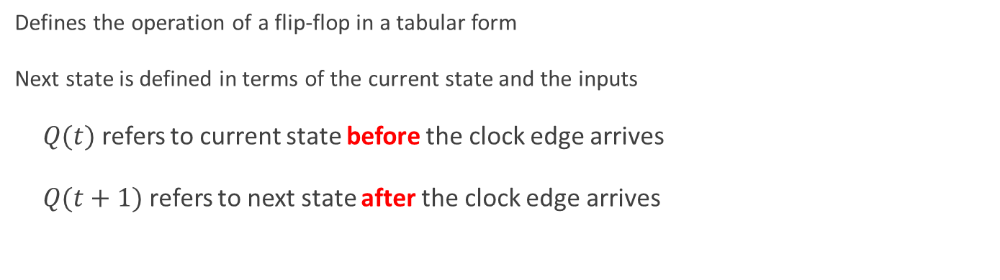 Defines the operation of a flip-flop in a tabular form
Next state is defined in terms of the current state and the inputs
Q(t) refers to current state before the clock edge arrives
Q(t + 1) refers to next state after the clock edge arrives